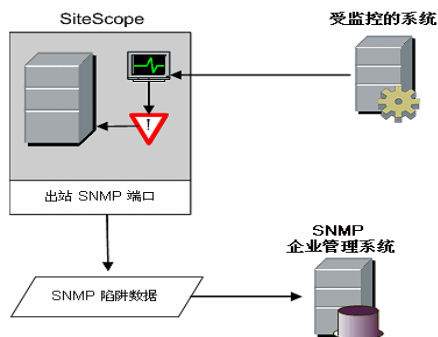 SiteScope
受监控的系统
!
出站 SNMP 端口
SNMP
企业管理系统
SNMP 陷阱数据